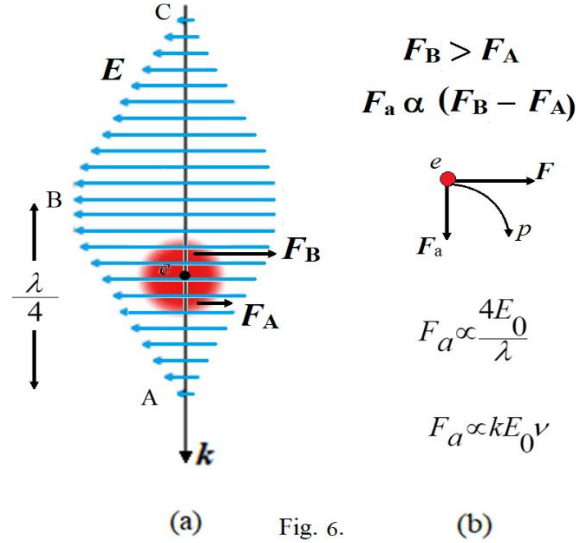 C
E
B
λ/4
e
F_B
F_A
A
k
(a)
F_B > F_A
F_a α (F_B – F_A)
e
F
F_a
p
F_a ∝ 4E_0/λ
F_a ∝ kE_0ν
(b)
Fig. 6.